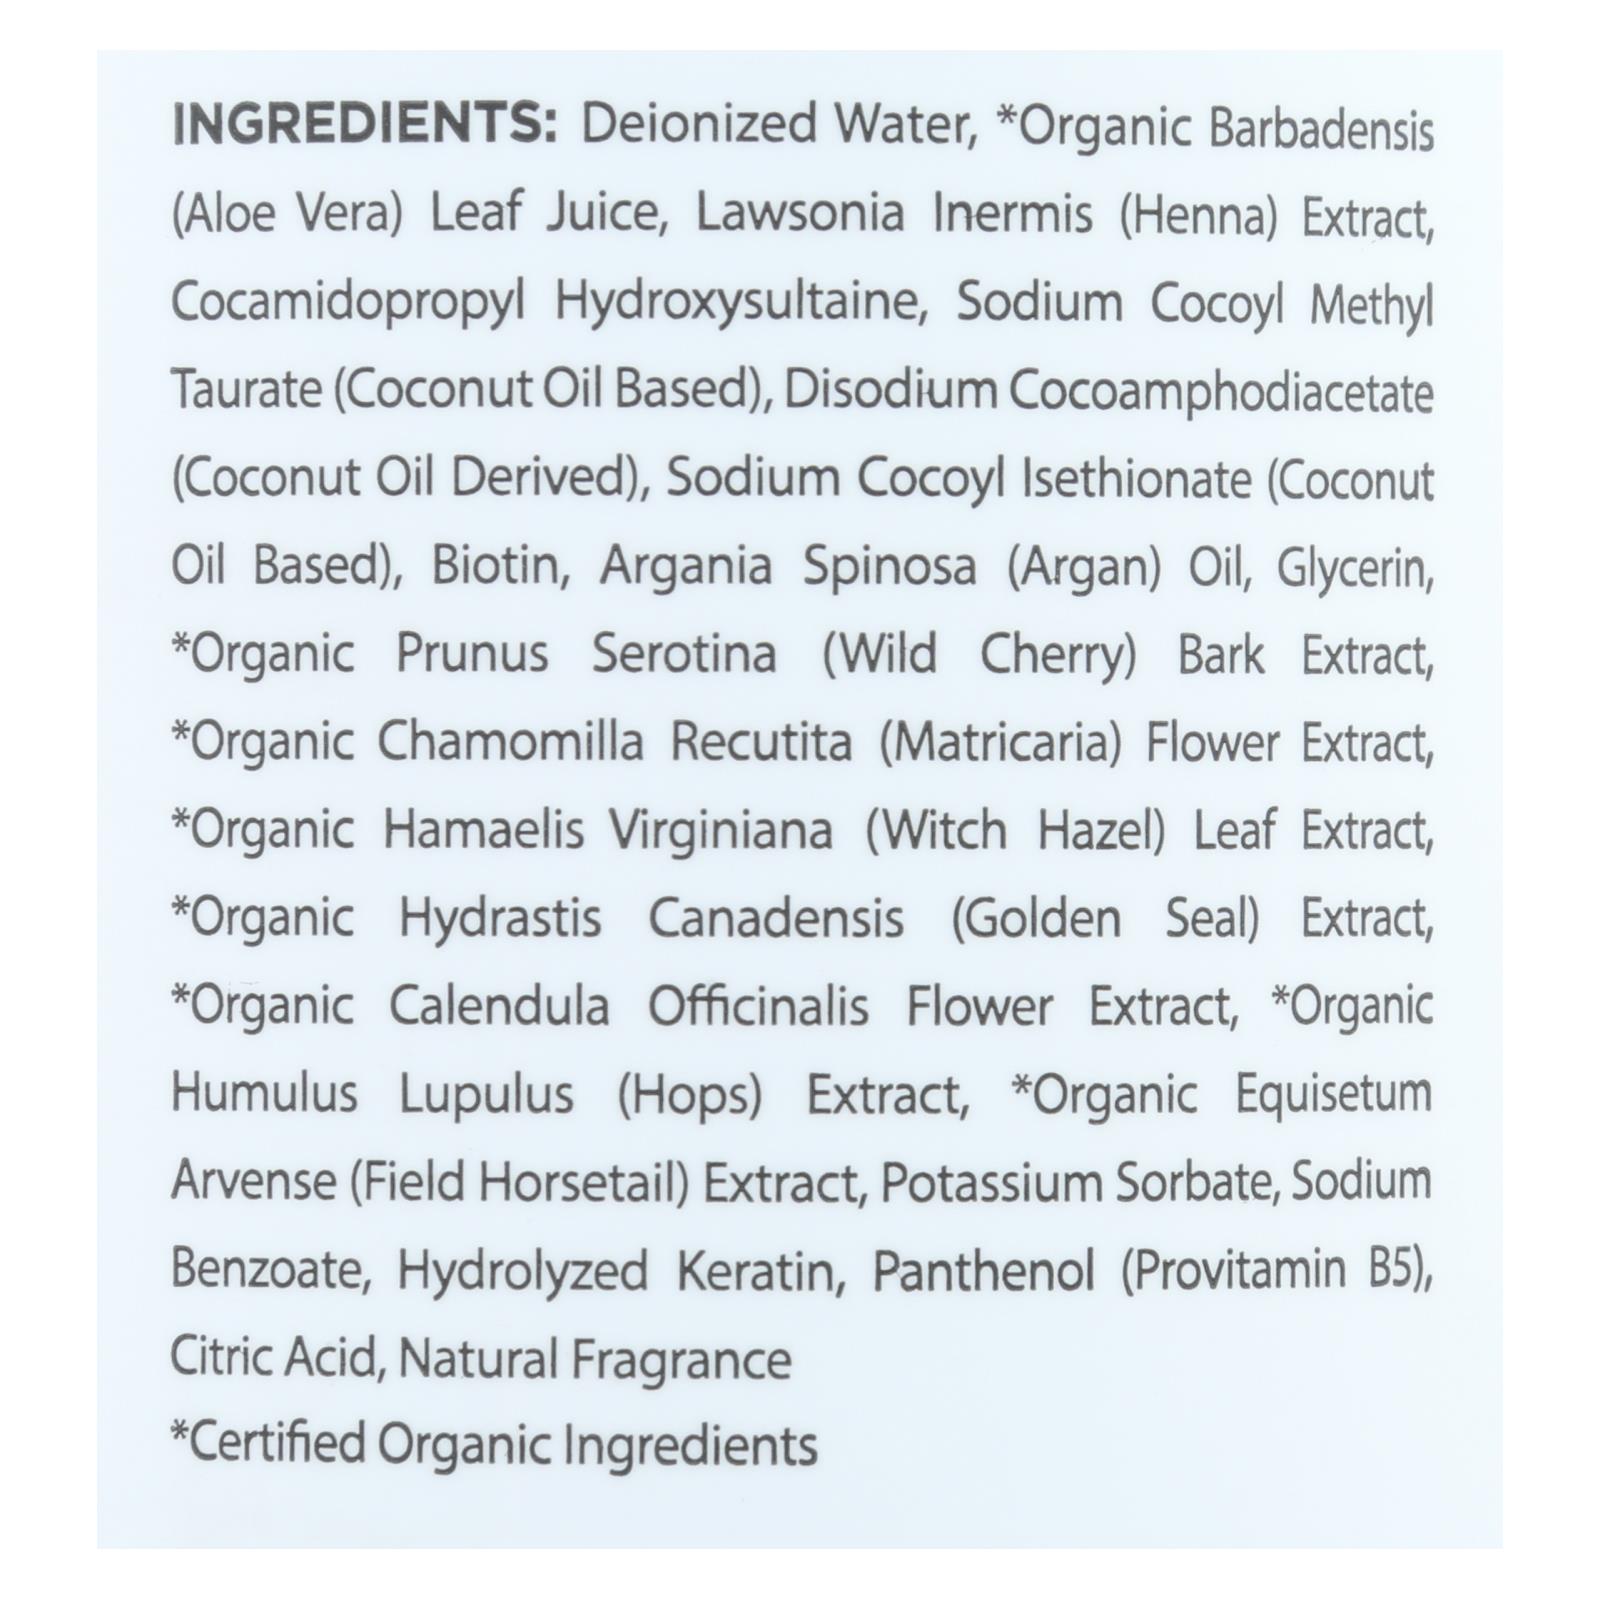 INGREDIENTS: Deionized Water, *Organic Barbadensis
(Aloe Vera) Leaf Juice, Lawsonia Inermis (Henna) Extract,
Cocamidopropyl Hydroxysultaine, Sodium Cocoyl Methyl
Taurate (Coconut Oil Based), Disodium Cocoamphodiacetate
(Coconut Oil Derived), Sodium Cocoyl Isethionate (Coconut
Oil Based), Biotin, Argania Spinosa (Argan) Oil, Glycerin,
*Organic Prunus Serotina (Wild Cherry) Bark Extract,
*Organic Chamomilla Recutita (Matricaria) Flower Extract,
*Organic Hamaelis Virginiana (Witch Hazel) Leaf Extract,
*Organic Hydrastis Canadensis (Golden Seal) Extract,
*Organic Calendula Officinalis Flower Extract, *Organic
Humulus Lupulus (Hops) Extract, *Organic Equisetum
Arvense (Field Horsetail) Extract, Potassium Sorbate, Sodium
Benzoate, Hydrolyzed Keratin, Panthenol (Provitamin B5),
Citric Acid, Natural Fragrance
*Certified Organic Ingredients